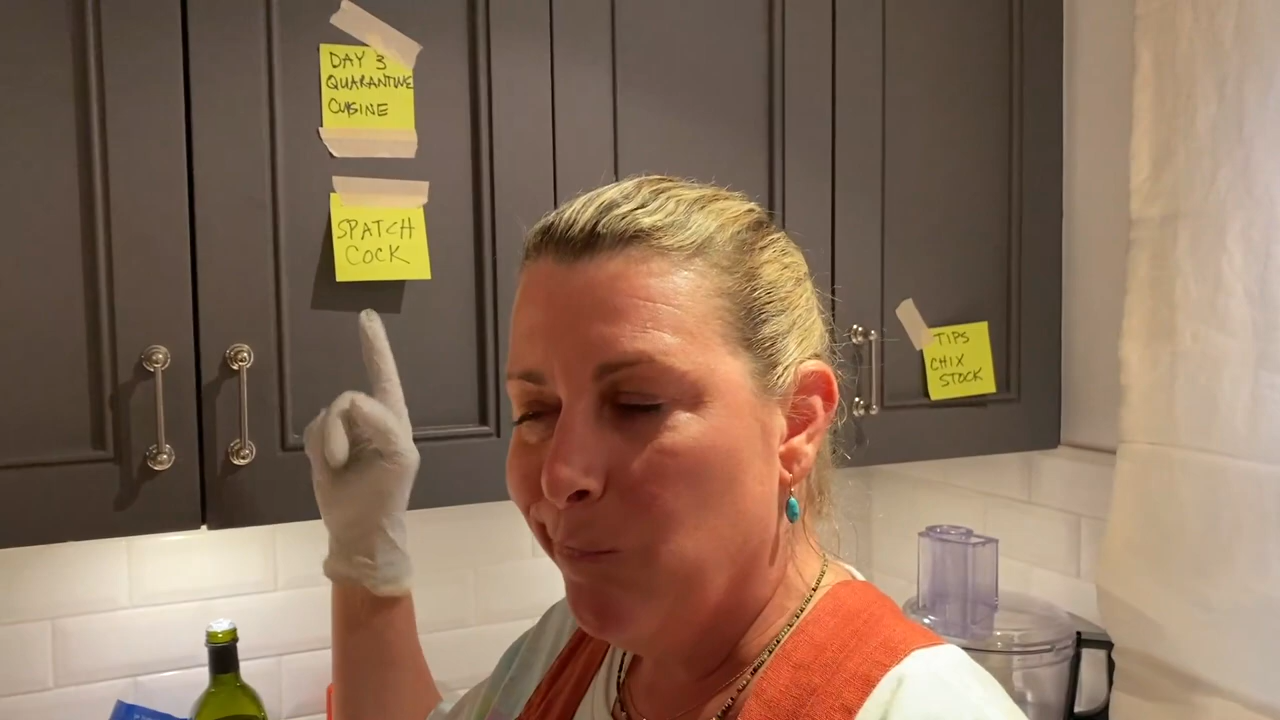 DAY 3
QUARANTINE
CUISINE
SPATCH
COCK
TIPS
CHIX
STOCK